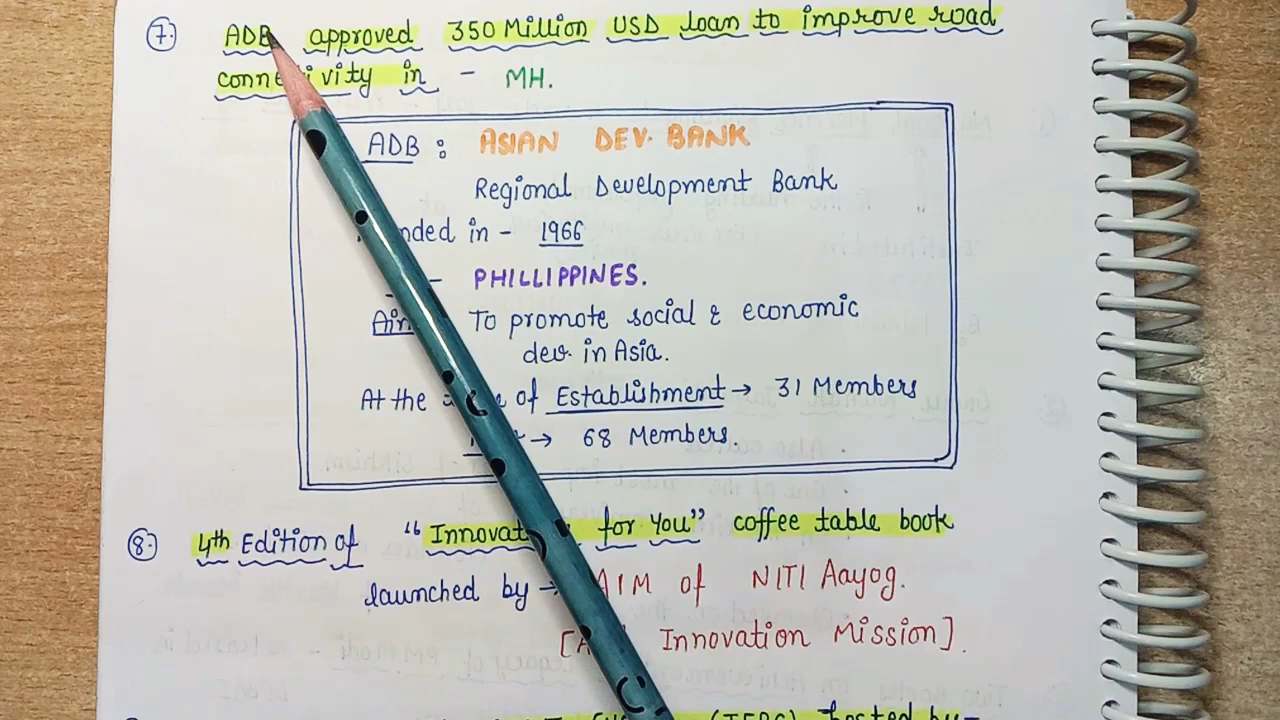 7. ADB approved 350 Million USD loan to improve road
connectivity in - MH.
ADB : ASIAN DEV. BANK
Regional Development Bank
in - 1966
- PHILLIPPINES.
To promote social & economic
dev. in Asia.
At the of Establishment → 31 Members
→ 68 Members.
8. 4th Edition of "Innovat for You" coffee table book
launched by → AIM of NITI Aayog.
[A Innovation Mission].
hosted by-